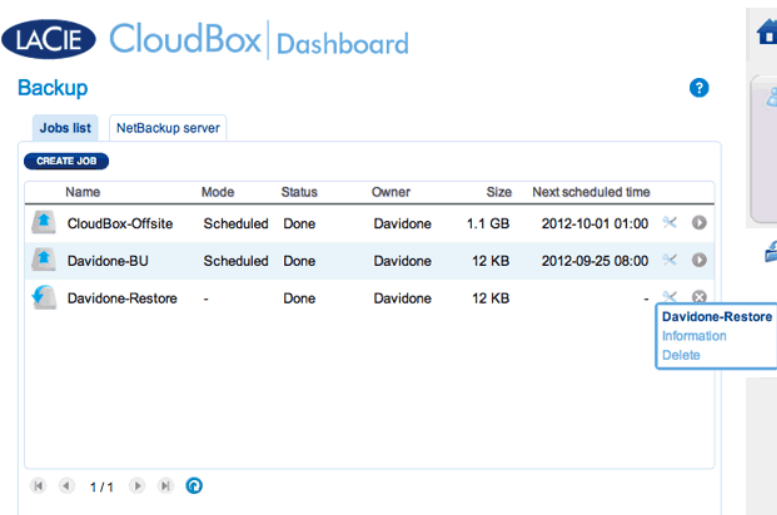 LACIE CloudBox Dashboard
Backup
?
Jobs list NetBackup server
CREATE JOB
Name Mode Status Owner Size Next scheduled time
CloudBox-Offsite Scheduled Done Davidone 1.1 GB 2012-10-01 01:00
Davidone-BU Scheduled Done Davidone 12 KB 2012-09-25 08:00
Davidone-Restore - Done Davidone 12 KB -
Davidone-Restore
Information
Delete
1/1